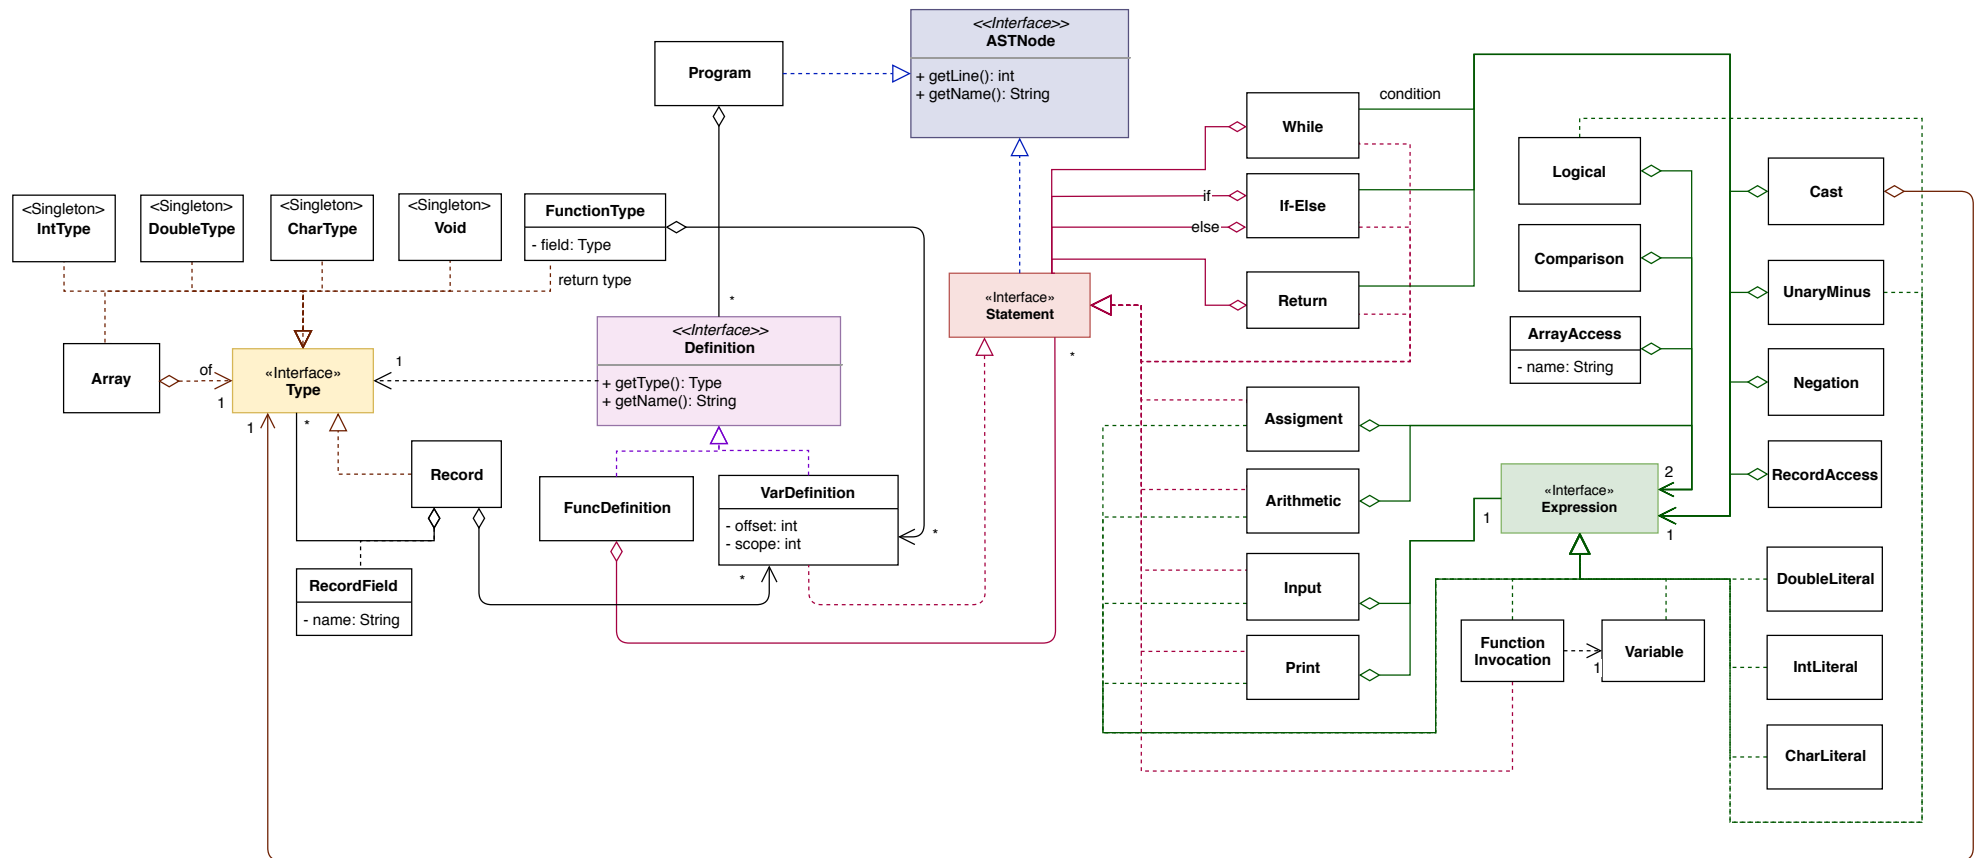 <<Interface>>
ASTNode
+ getLine(): int
+ getName(): String
Program
<Singleton>
IntType
<Singleton>
DoubleType
<Singleton>
CharType
<Singleton>
Void
FunctionType
- field: Type
return type
*
<<Interface>>
Definition
+ getType(): Type
+ getName(): String
1
Array
of
1
«Interface»
Type
1
*
Record
RecordField
- name: String
FuncDefinition
VarDefinition
- offset: int
- scope: int
*
*
«Interface»
Statement
*
While
condition
if
else
If-Else
Return
Assigment
Arithmetic
Input
Print
Logical
Comparison
ArrayAccess
- name: String
Cast
UnaryMinus
Negation
RecordAccess
2
«Interface»
Expression
1
1
Function
Invocation
1
Variable
DoubleLiteral
IntLiteral
CharLiteral